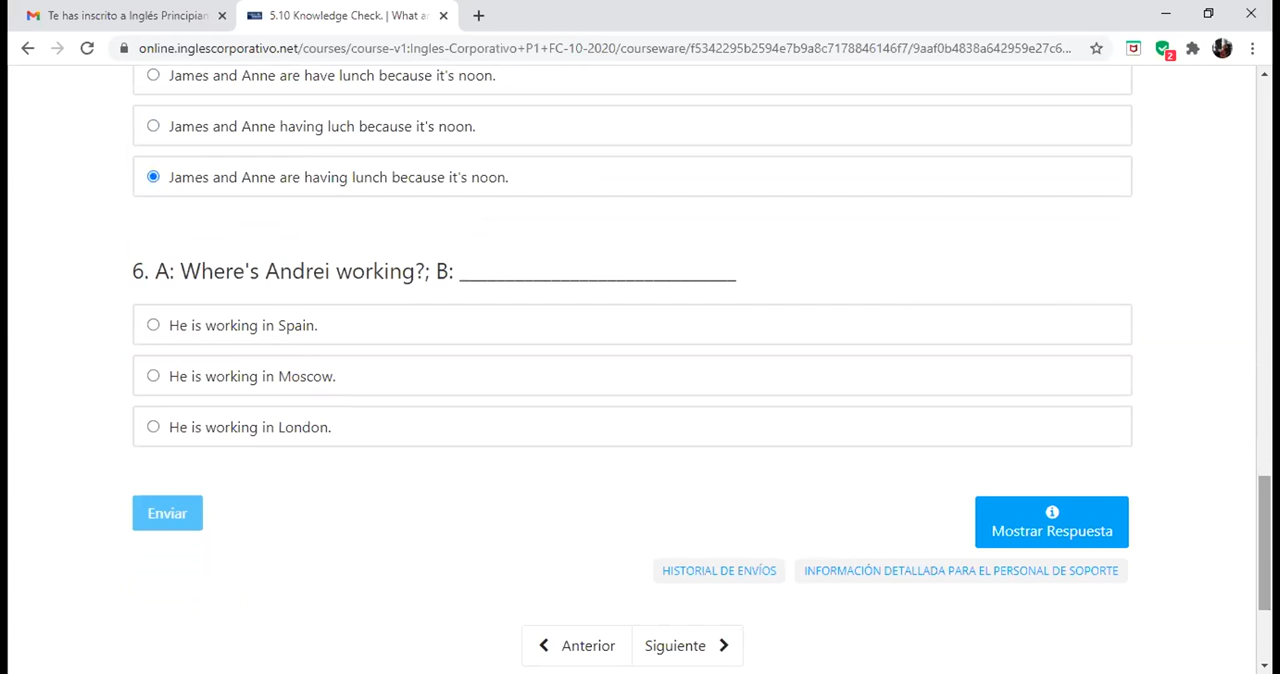 Te has inscrito a Inglés Principian
5.10 Knowledge Check. | What a
online.inglescorporativo.net/courses/course-v1:Ingles-Corporativo+P1+FC-10-2020/courseware/f5342295b2594e7b9a8c7178846146f7/9aaf0b4838a642959e27c6...
2
James and Anne are have lunch because it's noon.
James and Anne having luch because it's noon.
James and Anne are having lunch because it's noon.
6. A: Where's Andrei working?; B: ____________________________
He is working in Spain.
He is working in Moscow.
He is working in London.
Enviar
Mostrar Respuesta
HISTORIAL DE ENVÍOS
INFORMACIÓN DETALLADA PARA EL PERSONAL DE SOPORTE
Anterior
Siguiente